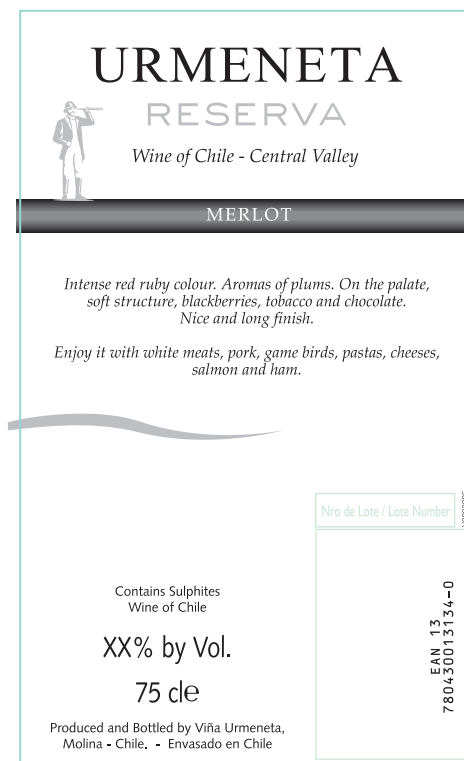 URMENETA
RESERVA
Wine of Chile - Central Valley
MERLOT
Intense red ruby colour. Aromas of plums. On the palate,
soft structure, blackberries, tobacco and chocolate.
Nice and long finish.
Enjoy it with white meats, pork, game birds, pastas, cheeses,
salmon and ham.
Nro de Lote / Lote Number
Contains Sulphites
Wine of Chile
XX% by Vol.
75 cle
Produced and Bottled by Viña Urmeneta,
Molina - Chile. - Envasado en Chile
EAN 13
780430013134-0